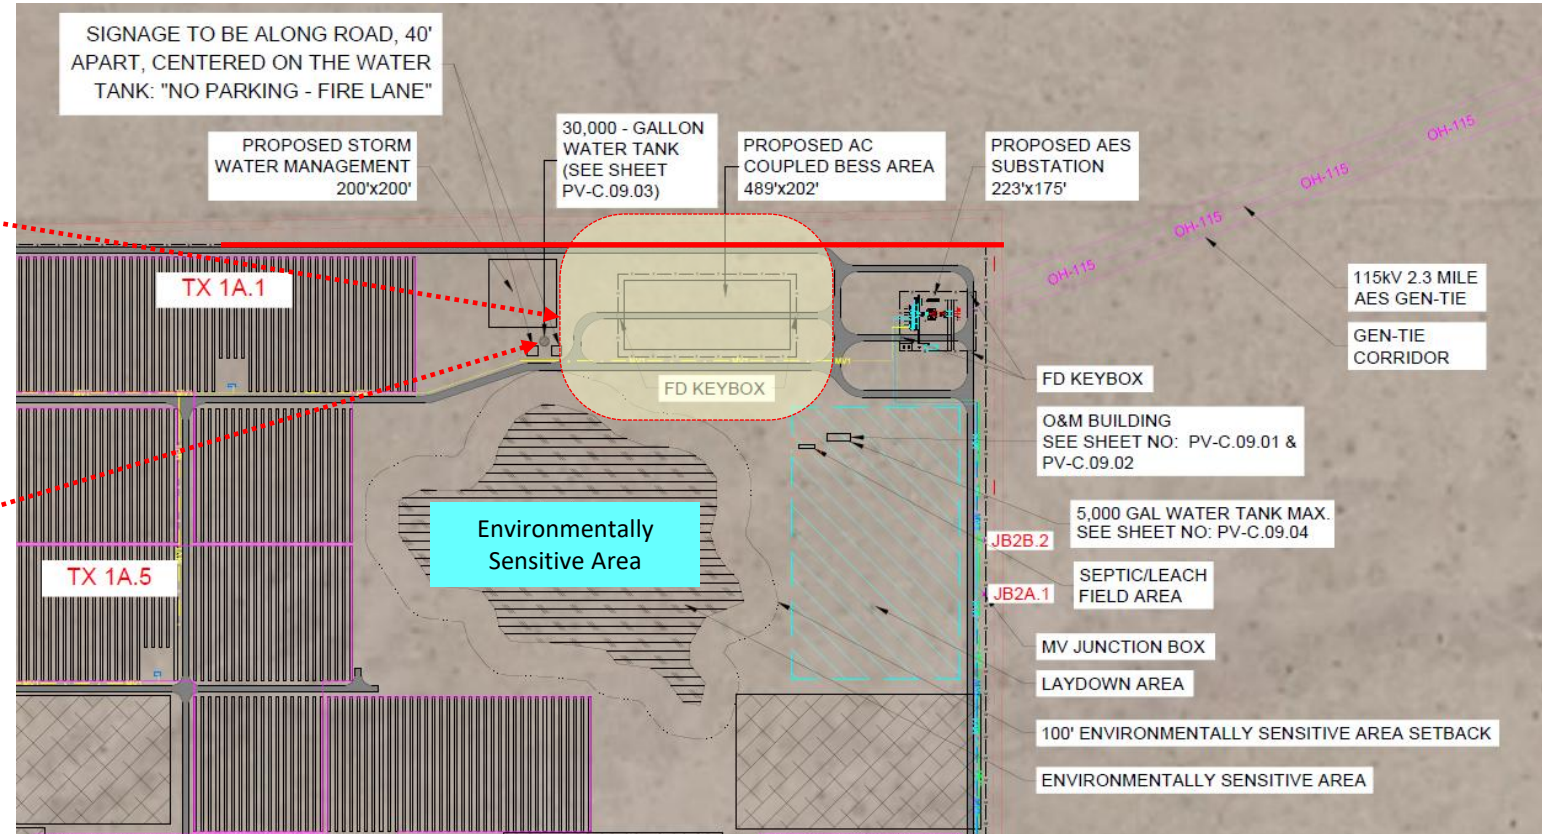 SIGNAGE TO BE ALONG ROAD, 40'
APART, CENTERED ON THE WATER
TANK: "NO PARKING - FIRE LANE"
PROPOSED STORM
WATER MANAGEMENT
200'x200'
30,000 - GALLON
WATER TANK
(SEE SHEET
PV-C.09.03)
PROPOSED AC
COUPLED BESS AREA
489'x202'
PROPOSED AES
SUBSTATION
223'x175'
OH-115
OH-115
OH-115
OH-115
115kV 2.3 MILE
AES GEN-TIE
GEN-TIE
CORRIDOR
TX 1A.1
MV1
FD KEYBOX
FD KEYBOX
O&M BUILDING
SEE SHEET NO: PV-C.09.01 &
PV-C.09.02
5,000 GAL WATER TANK MAX.
SEE SHEET NO: PV-C.09.04
Environmentally
Sensitive Area
JB2B.2
TX 1A.5
SEPTIC/LEACH
FIELD AREA
JB2A.1
MV JUNCTION BOX
LAYDOWN AREA
100' ENVIRONMENTALLY SENSITIVE AREA SETBACK
ENVIRONMENTALLY SENSITIVE AREA